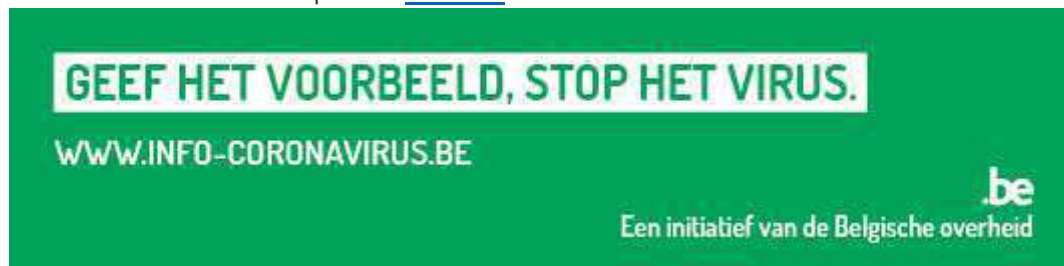 GEEF HET VOORBEELD, STOP HET VIRUS.
WWW.INFO-CORONAVIRUS.BE
.be
Een initiatief van de Belgische overheid